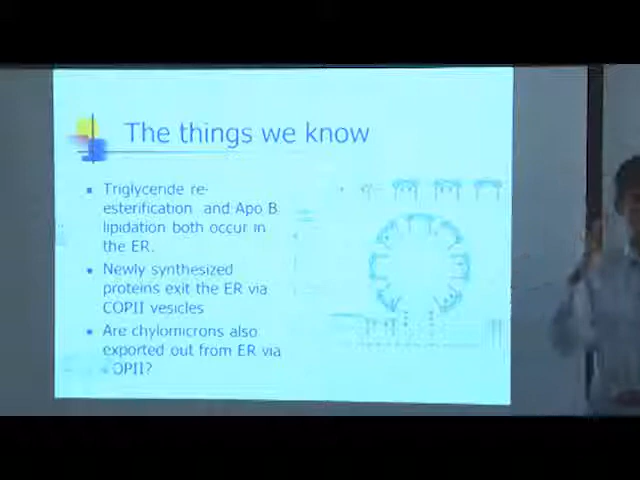 The things we know
Triglyceride re-
esterification and Apo B
lipidation both occur in
the ER.
Newly synthesized
proteins exit the ER via
COPII vesicles
Are chylomicrons also
exported out from ER via
COPII?